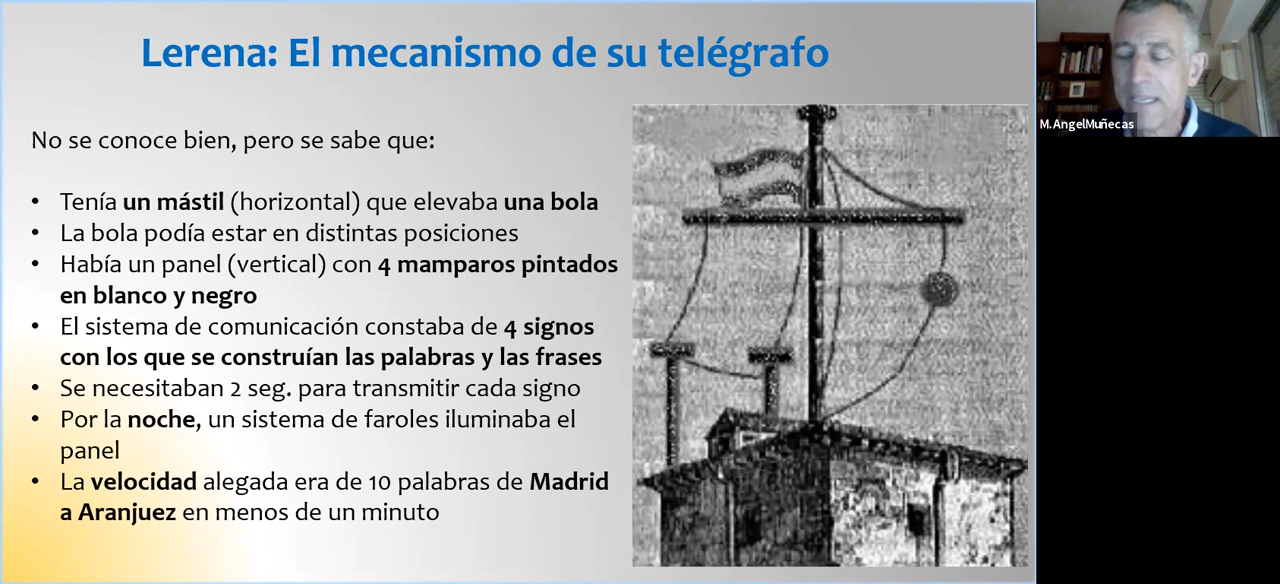 Lerena: El mecanismo de su telégrafo
No se conoce bien, pero se sabe que:
• Tenía un mástil (horizontal) que elevaba una bola
• La bola podía estar en distintas posiciones
• Había un panel (vertical) con 4 mamparos pintados
en blanco y negro
• El sistema de comunicación constaba de 4 signos
con los que se construían las palabras y las frases
• Se necesitaban 2 seg. para transmitir cada signo
• Por la noche, un sistema de faroles iluminaba el
panel
• La velocidad alegada era de 10 palabras de Madrid
a Aranjuez en menos de un minuto
M.AngelMuñecas